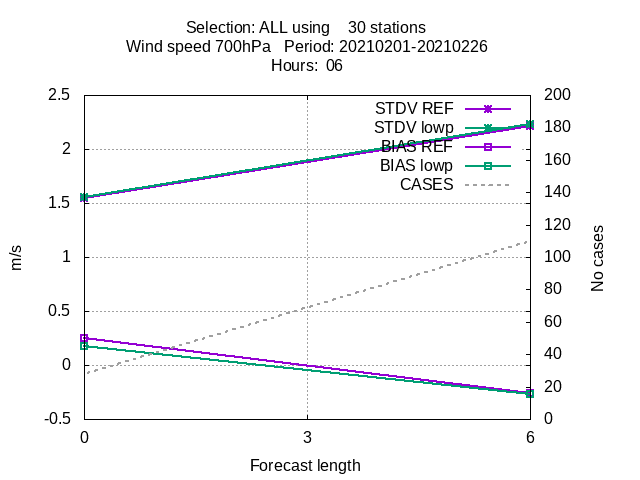 Selection: ALL using    30 stations
Wind speed 700hPa   Period: 20210201-20210226
Hours:  06
2.5
2
1.5
1
0.5
0
-0.5
200
180
160
140
120
100
80
60
40
20
0
STDV REF
STDV lowp
BIAS REF
BIAS lowp
CASES
m/s
No cases
0 3 6
Forecast length